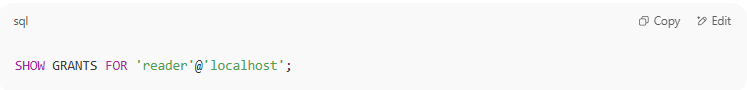 sql
Copy
Edit
SHOW GRANTS FOR 'reader'@'localhost';